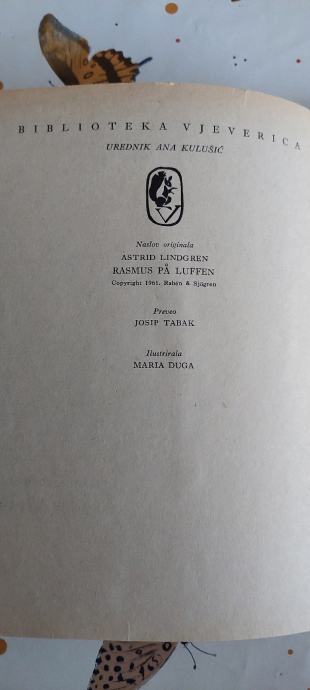 BIBLIOTEKA VJEVERICA
UREDNIK ANA KULUŠIĆ
V
Naslov originala
ASTRID LINDGREN
RASMUS PÅ LUFFEN
Copyright 1961. Rabén & Sjögren
Preveo
JOSIP TABAK
Ilustrirala
MARIA DUGA